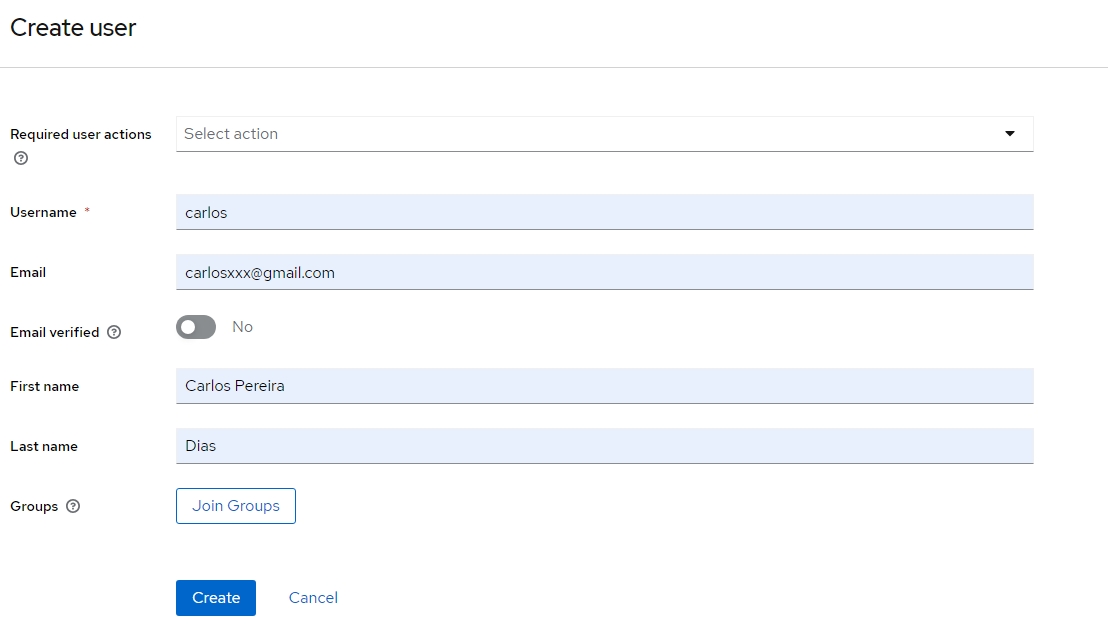 Create user
Required user actions
Select action
Username *
carlos
Email
carlosxxx@gmail.com
Email verified
No
First name
Carlos Pereira
Last name
Dias
Groups
Join Groups
Create
Cancel